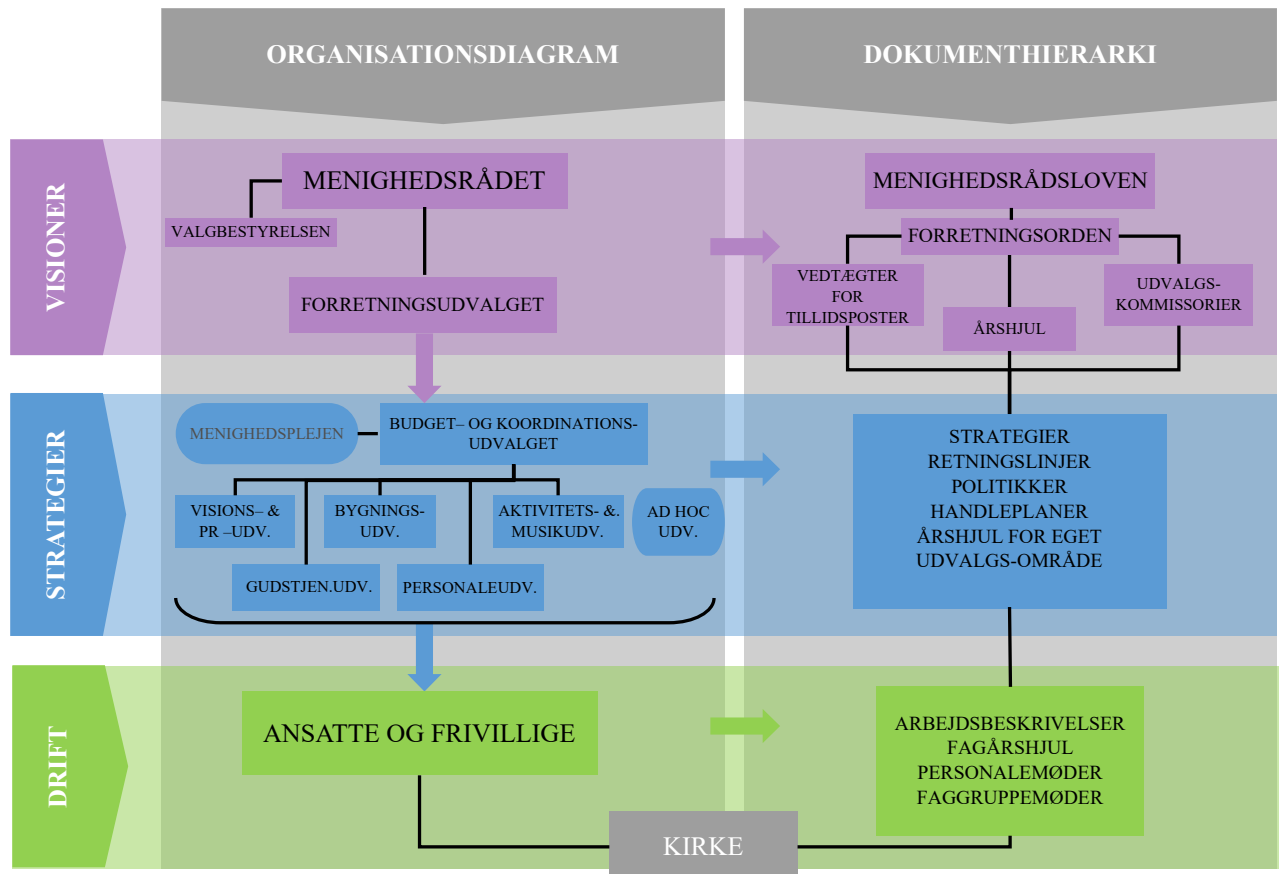 ORGANISATIONSDIAGRAM
DOKUMENTHIERARKI
VISIONER
MENIGHEDSRÅDET
VALGBESTYRELSEN
FORRETNINGSUDVALGET
MENIGHEDSRÅDSLOVEN
FORRETNINGSORDEN
VEDTÆGTER
FOR
TILLIDSPOSTER
ÅRSHJUL
UDVALGS-
KOMMISSORIER
STRATEGIER
MENIGHEDSPLEJEN
BUDGET– OG KOORDINATIONS-
UDVALGET
VISIONS– &
PR –UDV.
BYGNINGS-
UDV.
AKTIVITETS- &.
MUSIKUDV.
AD HOC
UDV.
GUDSTJEN.UDV.
PERSONALEUDV.
STRATEGIER
RETNINGSLINJER
POLITIKKER
HANDLEPLANER
ÅRSHJUL FOR EGET
UDVALGS-OMRÅDE
DRIFT
ANSATTE OG FRIVILLIGE
ARBEJDSBESKRIVELSER
FAGÅRSHJUL
PERSONALEMØDER
FAGGRUPPEMØDER
KIRKE